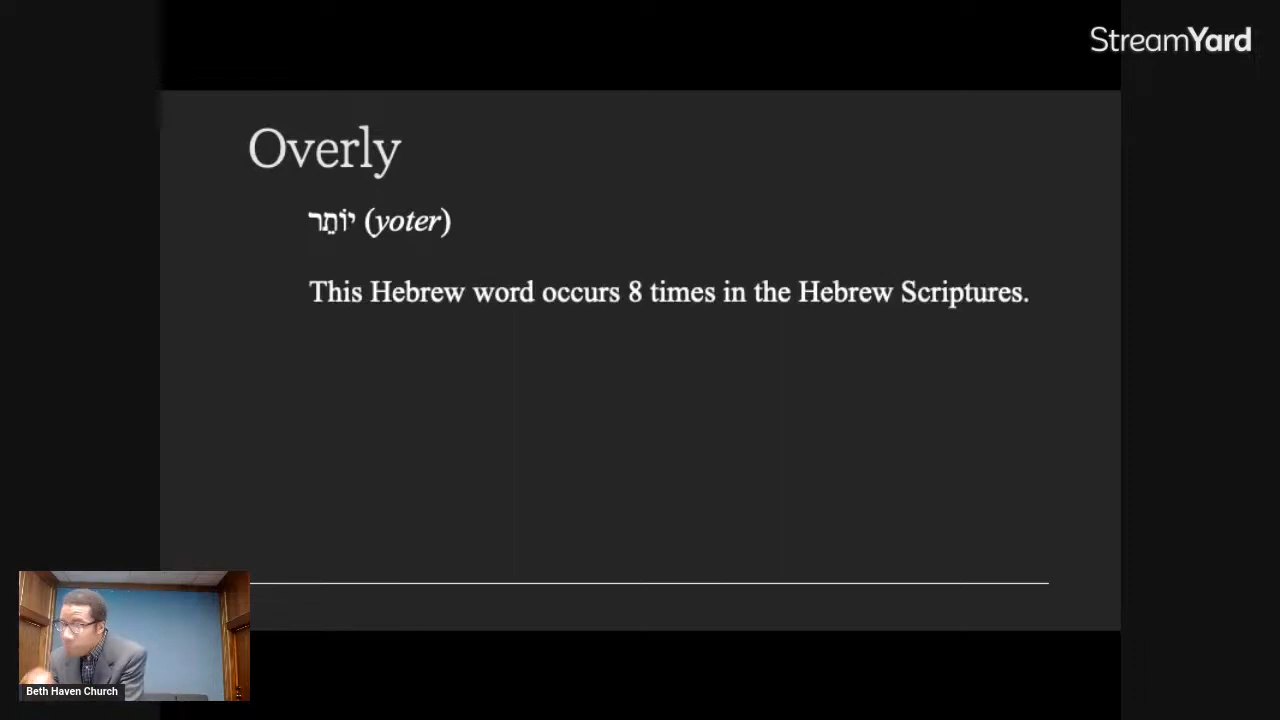 StreamYard
Overly
יוֹתֵר (yoter)
This Hebrew word occurs 8 times in the Hebrew Scriptures.
Beth Haven Church